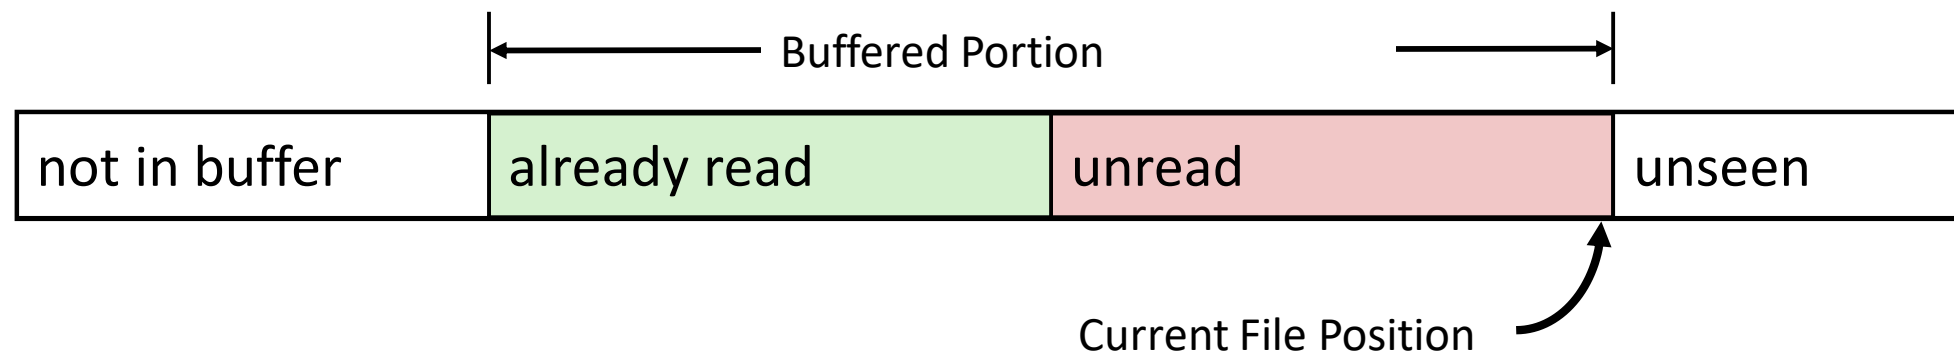 Buffered Portion
not in buffer already read unread unseen
Current File Position